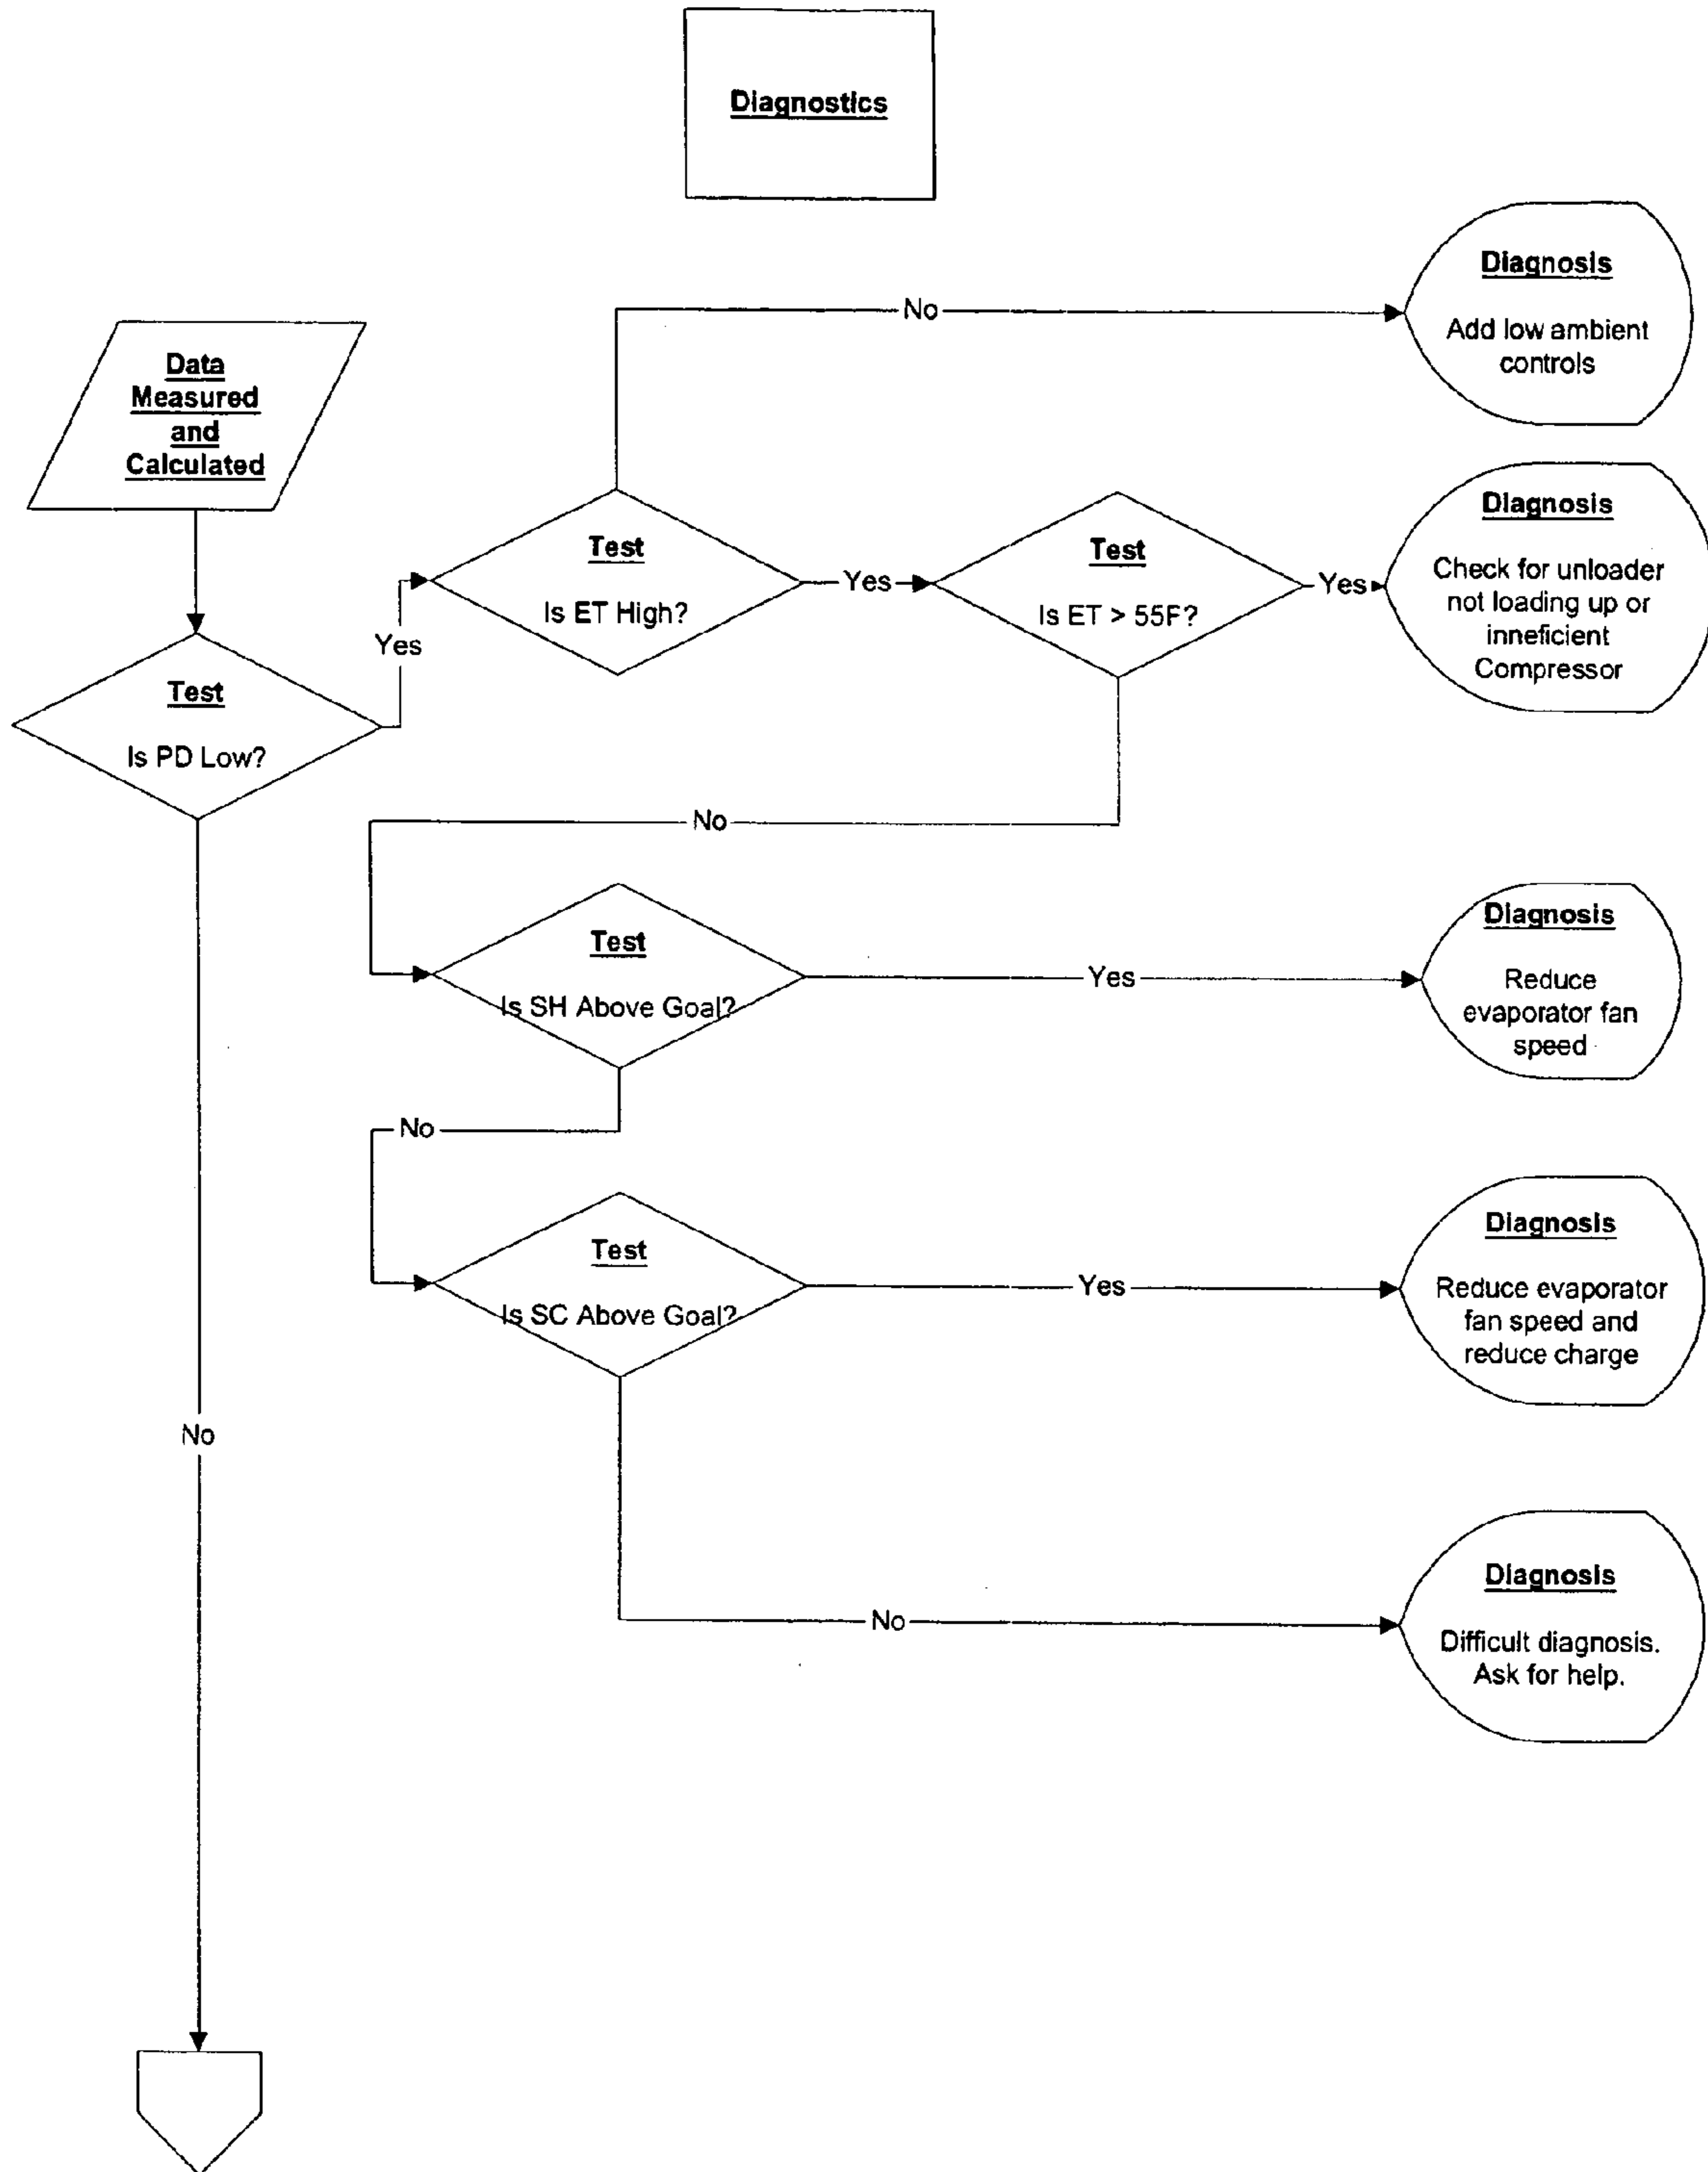 Diagnostics
Diagnosis
Add low ambient
controls
No
Data
Measured
and
Calculated
Test
Is ET High?
Yes
Test
Is ET > 55F?
Yes
Diagnosis
Check for unloader
not loading up or
inneficient
Compressor
Yes
Test
Is PD Low?
No
Test
Is SH Above Goal?
Yes
Diagnosis
Reduce
evaporator fan
speed
No
Test
Is SC Above Goal?
Yes
Diagnosis
Reduce evaporator
fan speed and
reduce charge
No
No
Diagnosis
Difficult diagnosis.
Ask for help.